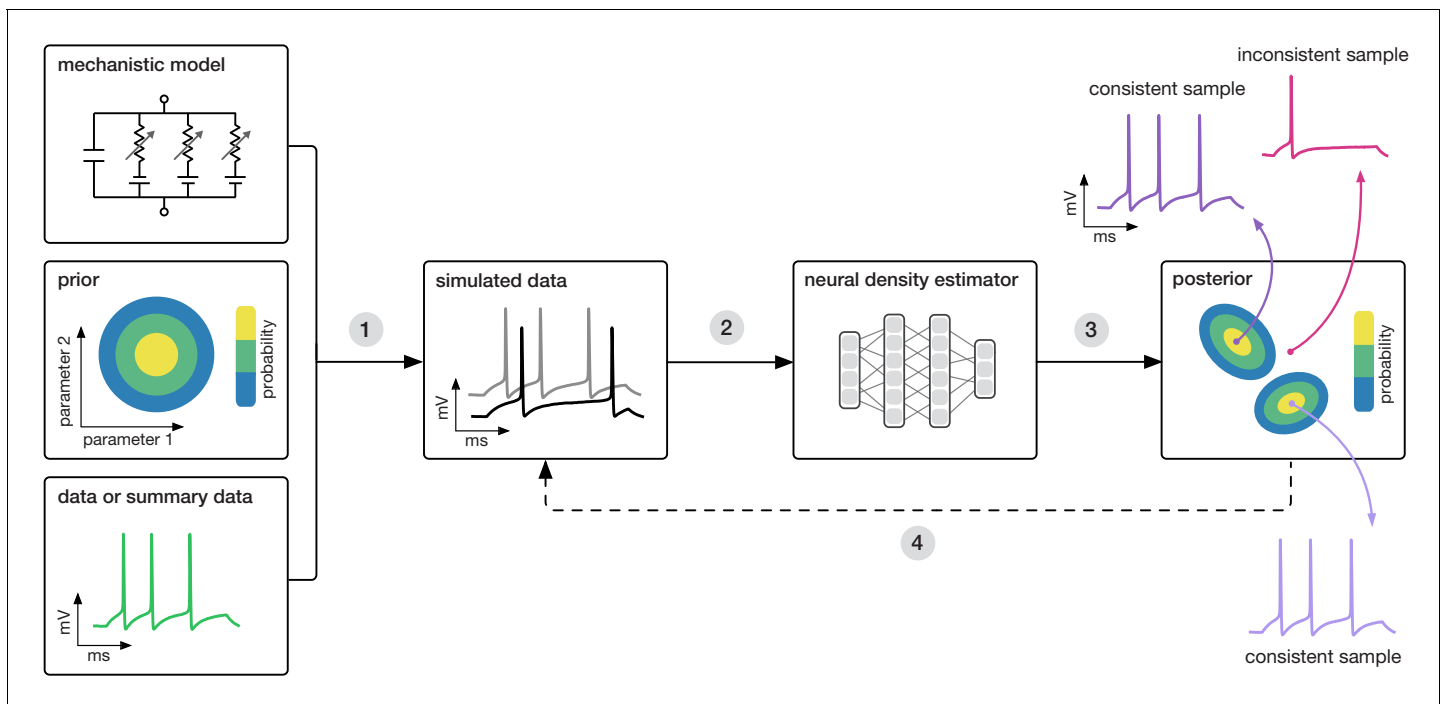 mechanistic model
prior
parameter 2
parameter 1
probability
data or summary data
mV
ms
1
simulated data
mV
ms
2
neural density estimator
3
posterior
probability
consistent sample
mV
ms
inconsistent sample
consistent sample
4